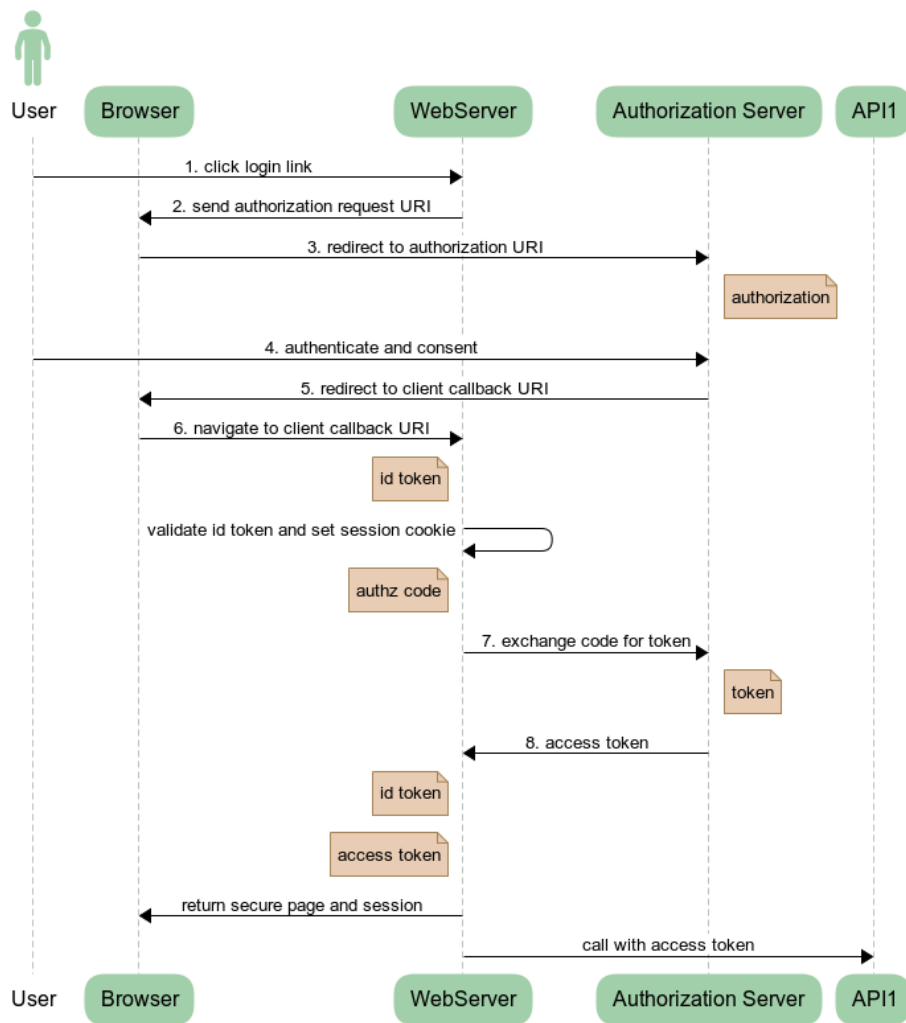 User
Browser
WebServer
Authorization Server
API1
1. click login link
2. send authorization request URI
3. redirect to authorization URI
authorization
4. authenticate and consent
5. redirect to client callback URI
6. navigate to client callback URI
id token
validate id token and set session cookie
authz code
7. exchange code for token
token
8. access token
id token
access token
return secure page and session
call with access token
User
Browser
WebServer
Authorization Server
API1